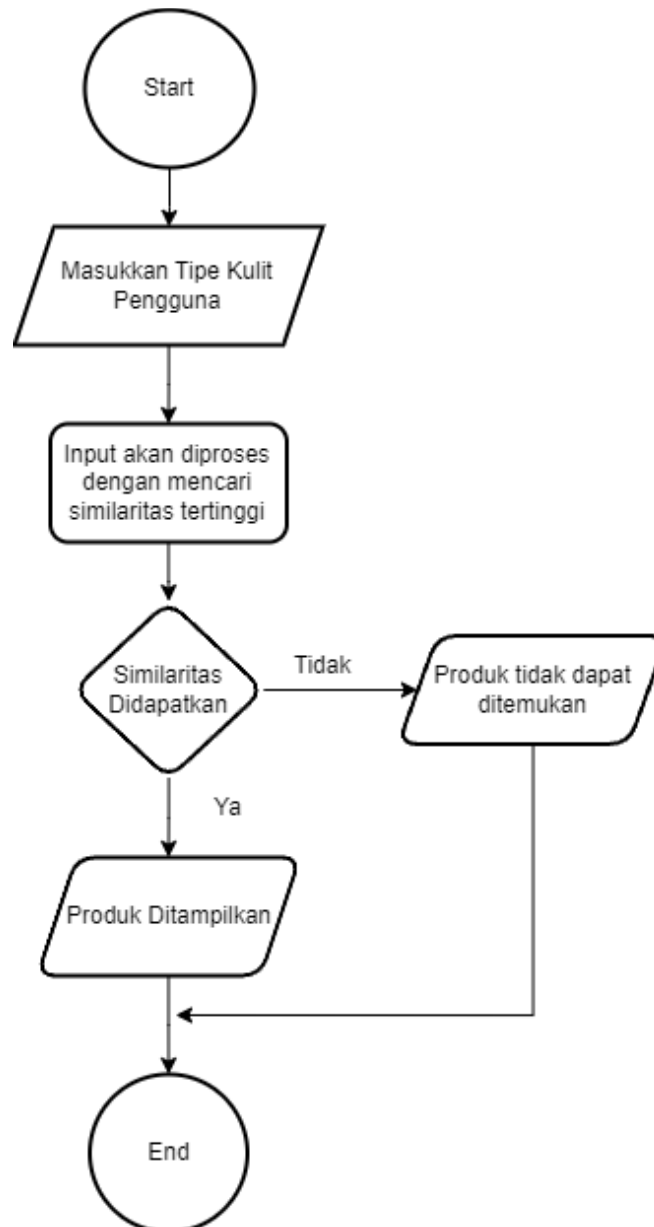 Start
Masukkan Tipe Kulit
Pengguna
Input akan diproses
dengan mencari
similaritas tertinggi
Similaritas
Didapatkan
Tidak
Produk tidak dapat
ditemukan
Ya
Produk Ditampilkan
End